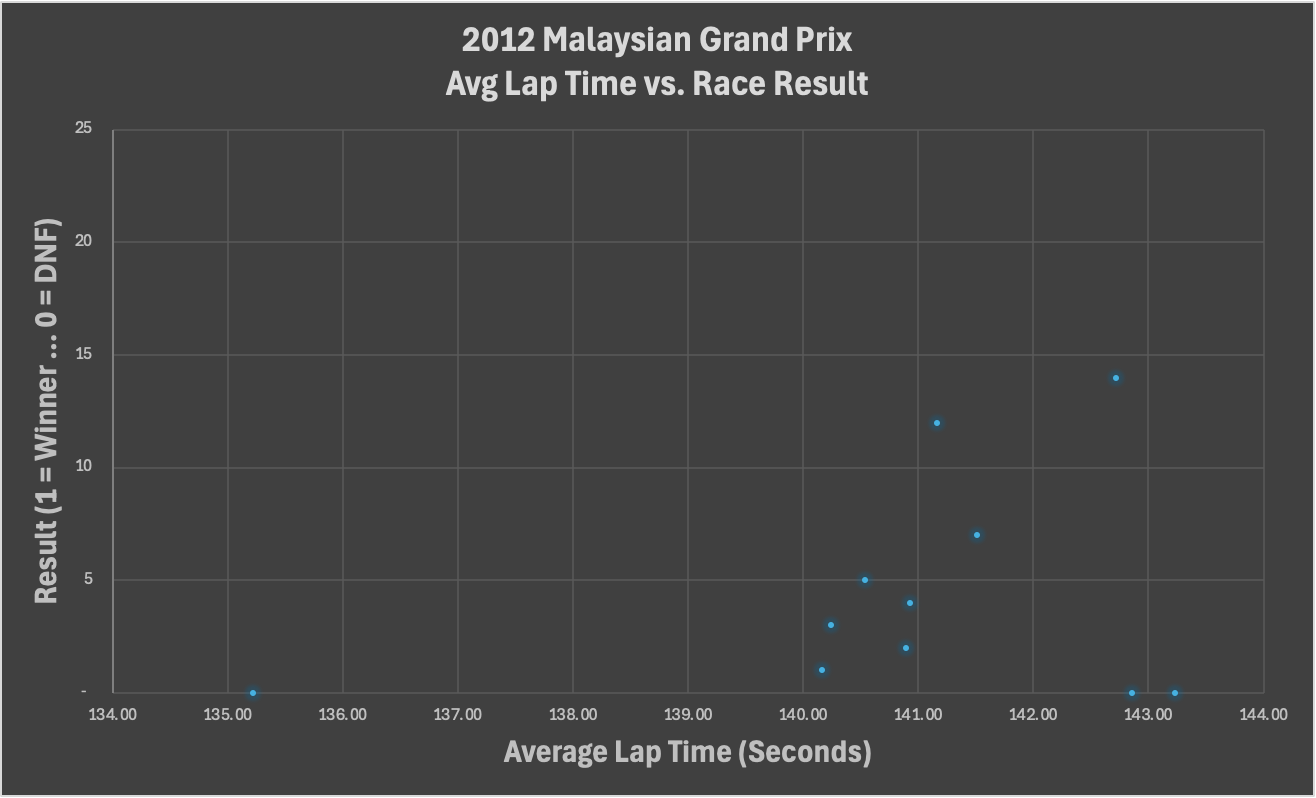 2012 Malaysian Grand Prix
Avg Lap Time vs. Race Result
Result (1 = Winner ... 0 = DNF)
25
20
15
10
5
-
134.00 135.00 136.00 137.00 138.00 139.00 140.00 141.00 142.00 143.00 144.00
Average Lap Time (Seconds)